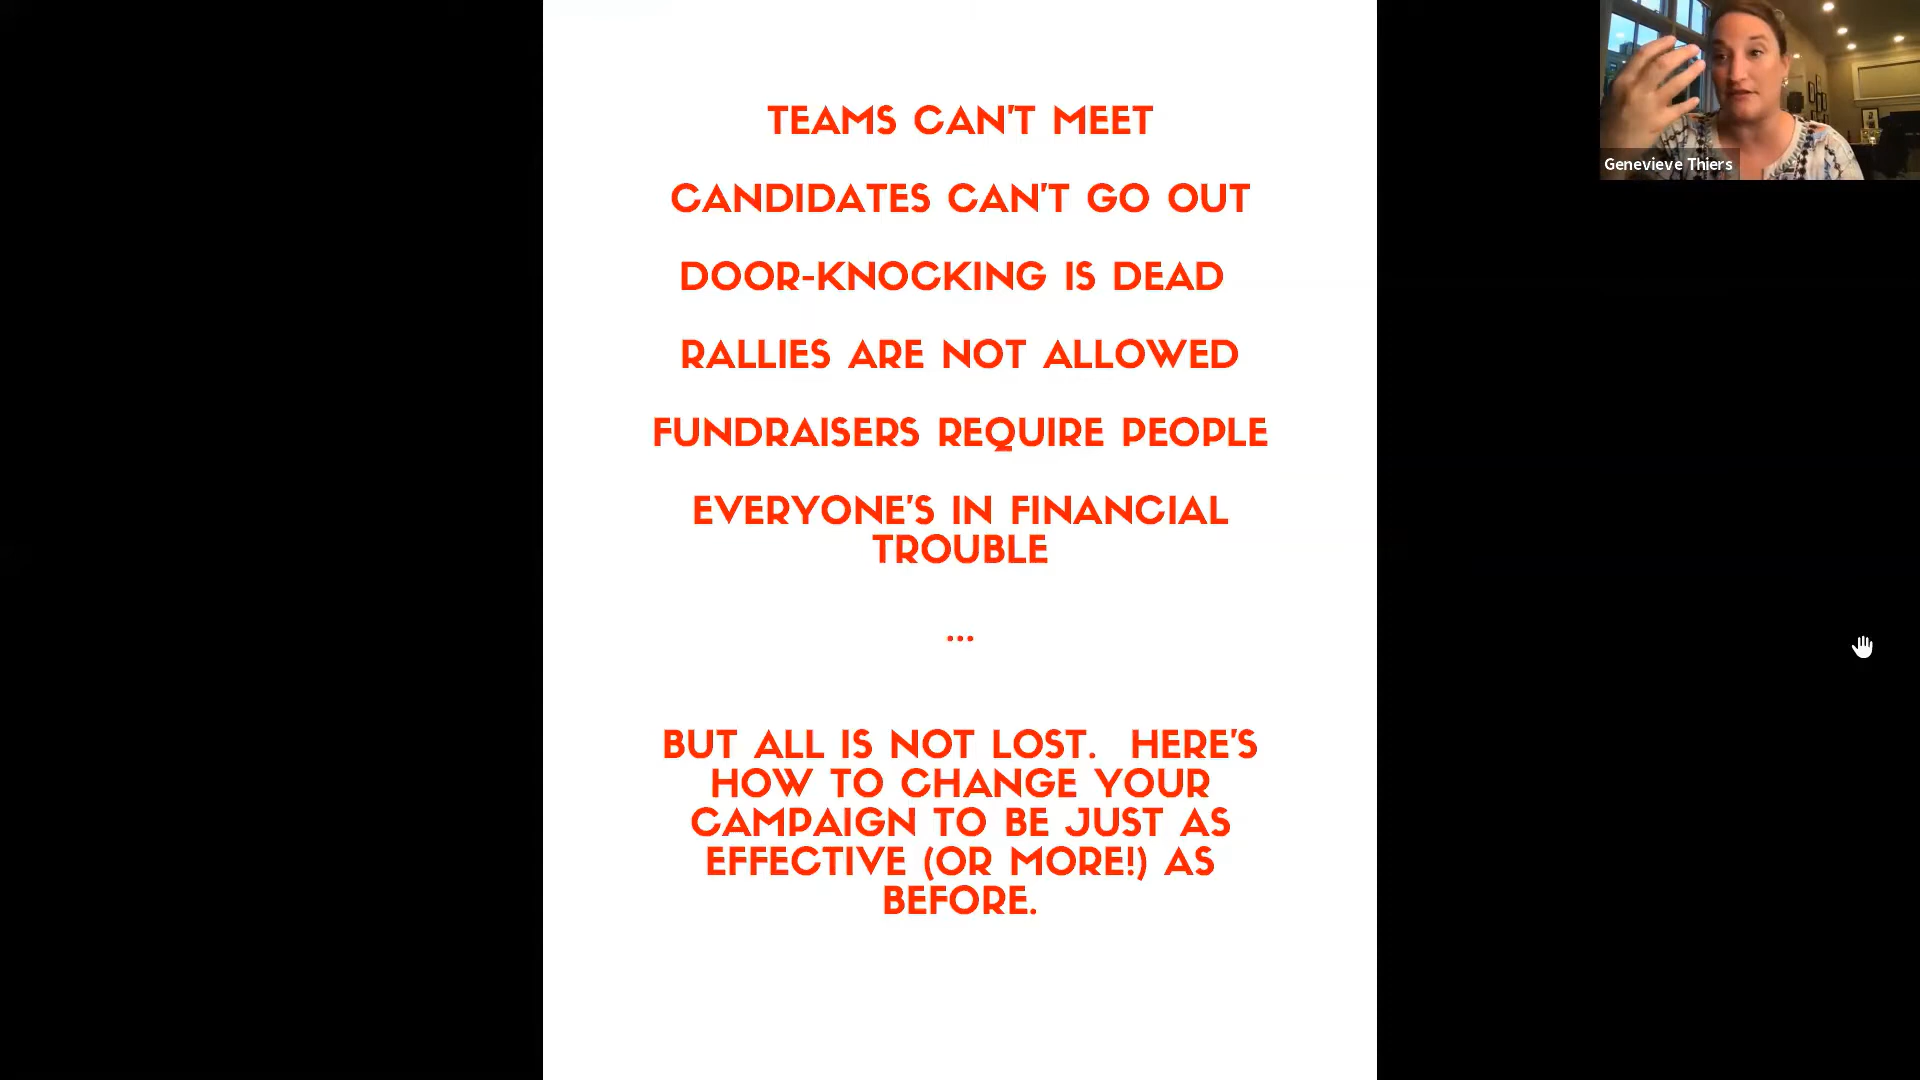 TEAMS CAN'T MEET
CANDIDATES CAN'T GO OUT
DOOR-KNOCKING IS DEAD
RALLIES ARE NOT ALLOWED
FUNDRAISERS REQUIRE PEOPLE
EVERYONE'S IN FINANCIAL
TROUBLE
...
BUT ALL IS NOT LOST. HERE'S
HOW TO CHANGE YOUR
CAMPAIGN TO BE JUST AS
EFFECTIVE (OR MORE!) AS
BEFORE.
Genevieve Thiers